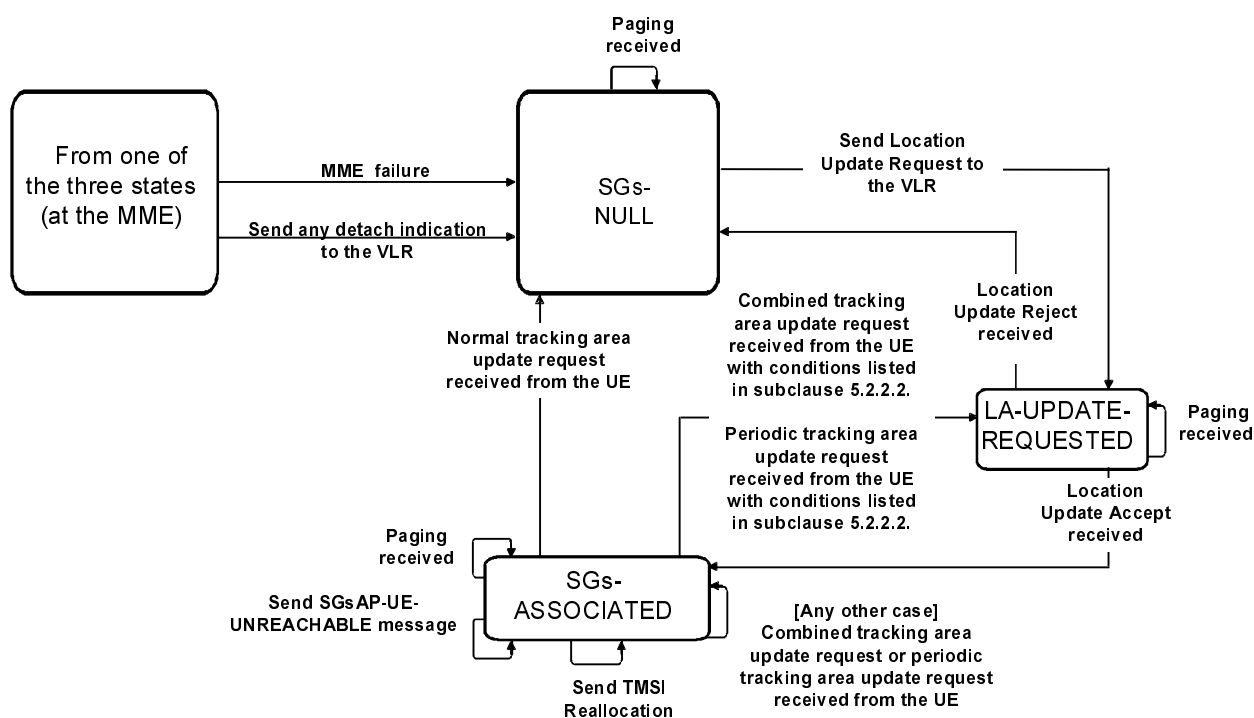 Paging
received
From one of
the three states
(at the MME)
MME failure
Send any detach indication
to the VLR
SGs-
NULL
Send Location
Update Request to
the VLR
Normal tracking area
update request
received from the UE
Combined tracking
area update request
received from the UE
with conditions listed
in subclause 5.2.2.2.
Location
Update Reject
received
LA-UPDATE-
REQUESTED
Paging
received
Periodic tracking area
update request
received from the UE
with conditions listed
in subclause 5.2.2.2.
Location
Update Accept
received
Paging
received
SGs-
ASSOCIATED
Send SGsAP-UE-
UNREACHABLE message
Send TMSI
Reallocation
[Any other case]
Combined tracking area
update request or periodic
tracking area update request
received from the UE